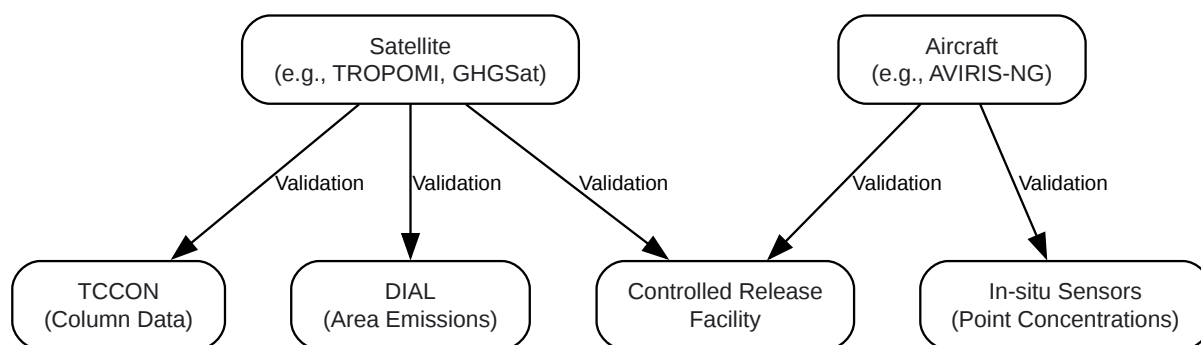 Satellite
(e.g., TROPOMI, GHGSat)
Aircraft
(e.g., AVIRIS-NG)
Validation
Validation
Validation
Validation
Validation
TCCON
(Column Data)
DIAL
(Area Emissions)
Controlled Release
Facility
In-situ Sensors
(Point Concentrations)